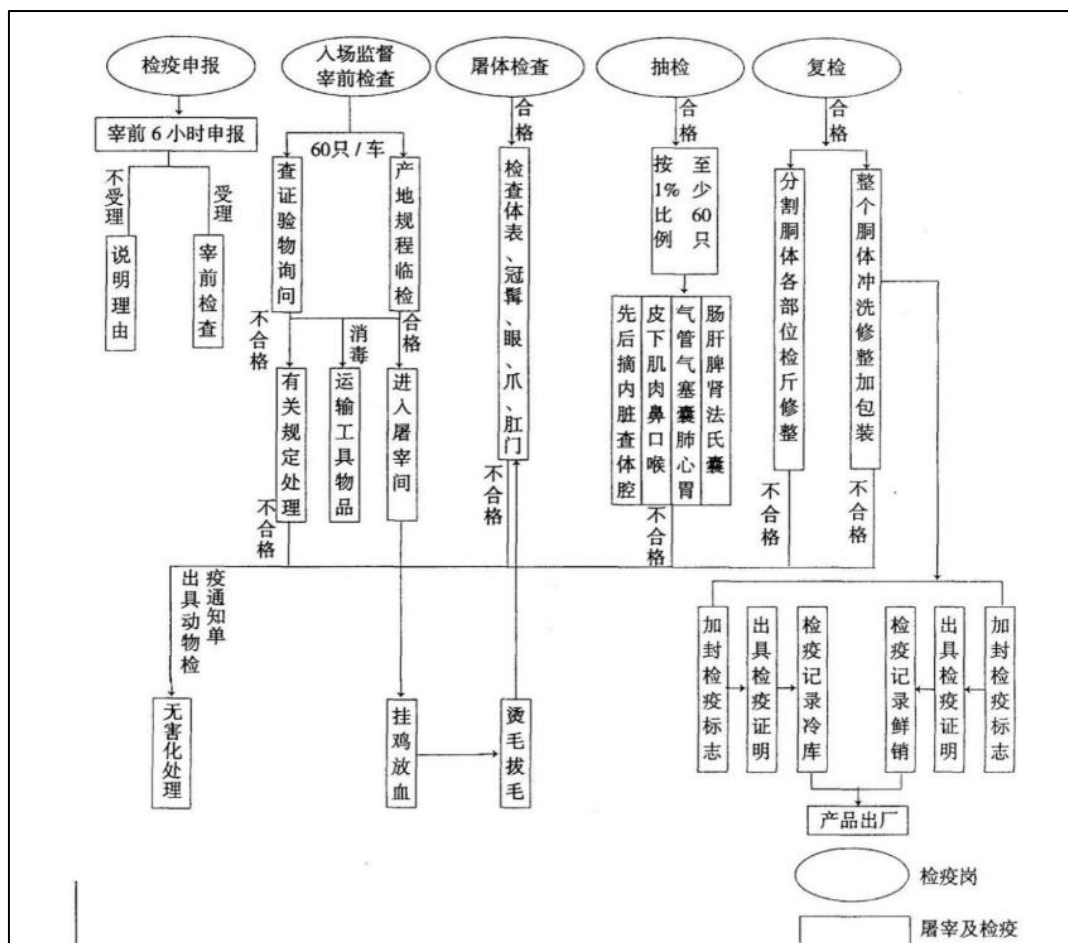 检疫申报
入场监督
宰前检查
屠体检查
抽检
复检
宰前6小时申报
不受理
受理
说明理由
宰前检查
60只/车
查证验物询问
产地规程临检
不合格
消毒
合格
有关规定处理
运输工具物品
进入屠宰间
不合格
合格
检查体表、冠髯、眼、爪、肛门
不合格
合格
按1%比例
至少60只
先后摘内脏查体腔
皮下肌肉鼻口喉
气管气塞囊肺心胃
肠肝脾肾法氏囊
不合格
合格
分割胴体各部位检斤修整
整个胴体冲洗修整加包装
不合格
不合格
出具动物检
疫通知单
无害化处理
挂鸡放血
烫毛拔毛
加封检疫标志
出具检疫证明
检疫记录冷库
检疫记录鲜销
出具检疫证明
加封检疫标志
产品出厂
检疫岗
屠宰及检疫